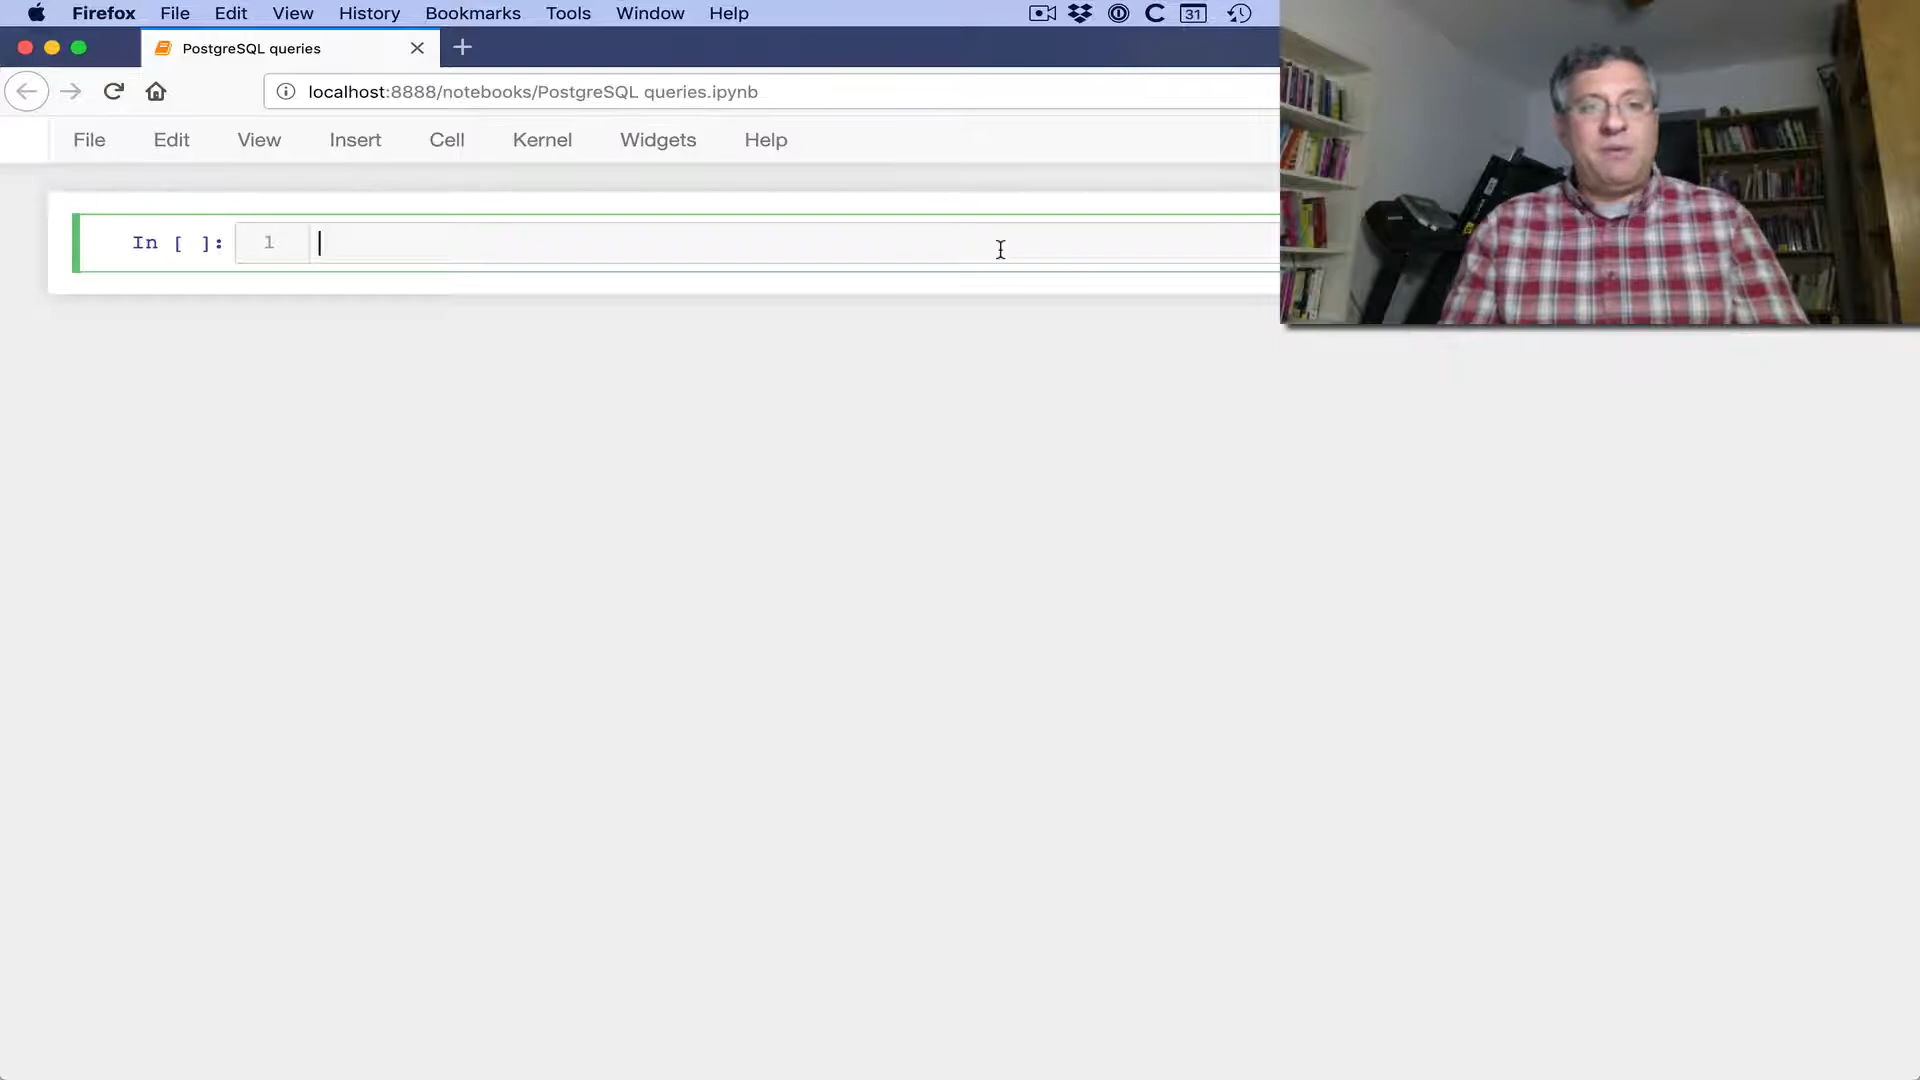 Firefox File Edit View History Bookmarks Tools Window Help 31
PostgreSQL queries
localhost:8888/notebooks/PostgreSQL queries.ipynb
File Edit View Insert Cell Kernel Widgets Help
In [ ]: 1